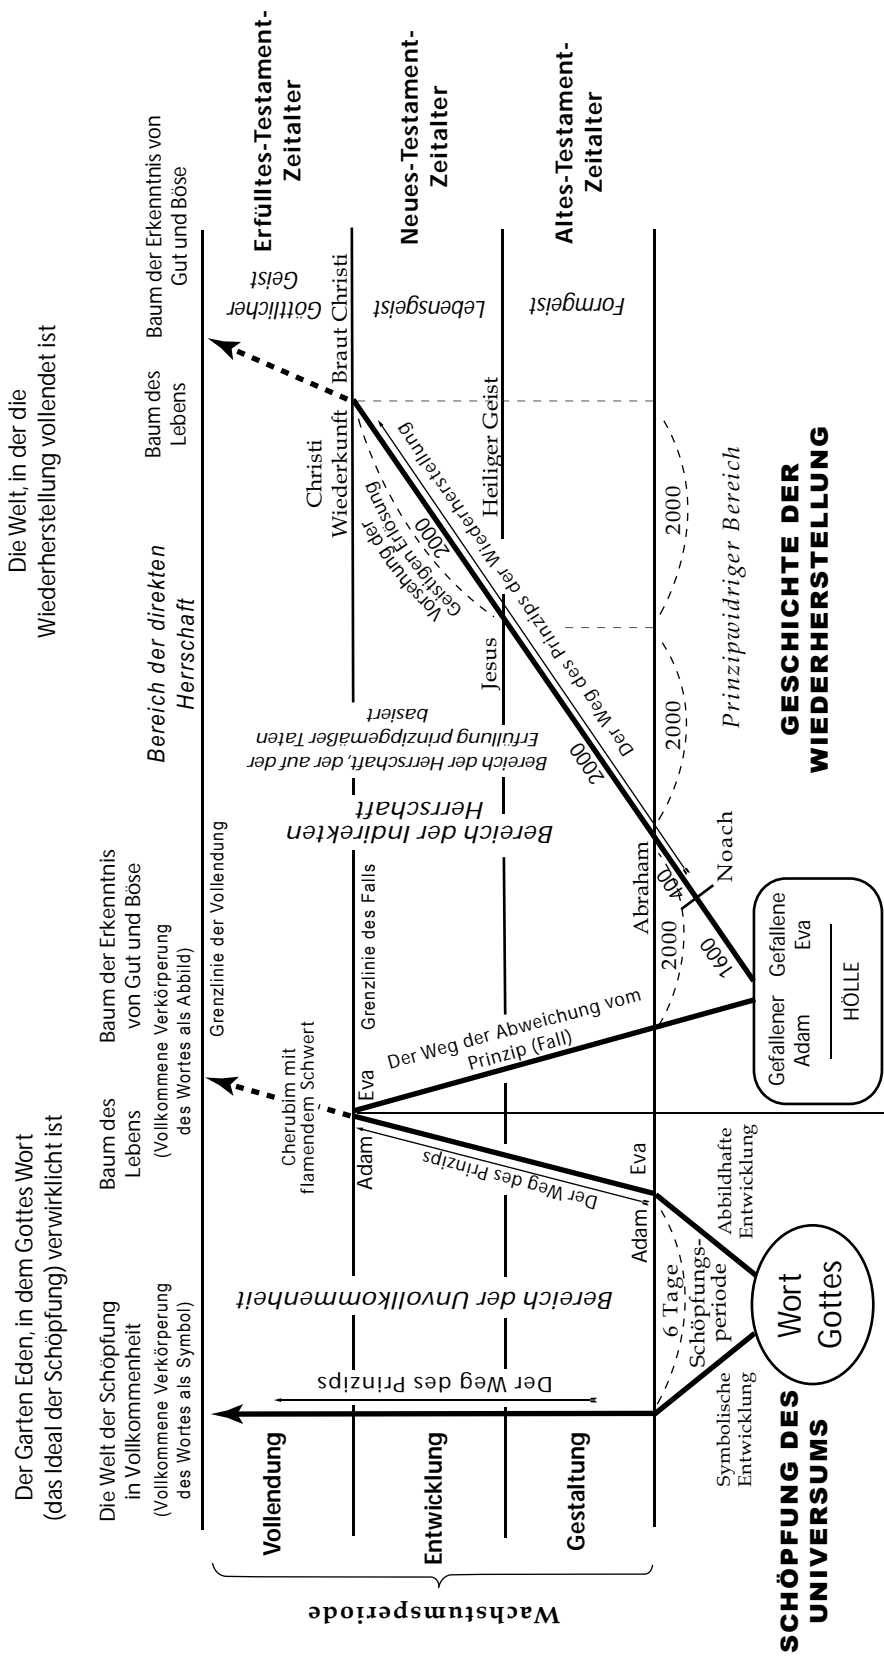 Der Garten Eden, in dem Gottes Wort
(das Ideal der Schöpfung) verwirklicht ist
Die Welt, in der die
Wiederherstellung vollendet ist
Die Welt der Schöpfung
in Vollkommenheit
(Vollkommene Verkörperung
des Wortes als Symbol)
Baum des
Lebens
Baum der Erkenntnis
von Gut und Böse
(Vollkommene Verkörperung
des Wortes als Abbild)
Bereich der direkten
Herrschaft
Baum des
Lebens
Baum der Erkenntnis von
Gut und Böse
Grenzlinie der Vollendung
Wachstumsperiode
Vollendung
Entwicklung
Gestaltung
Der Weg des Prinzips
Bereich der Unvollkommenheit
Cherubim mit
flamendem Schwert
Adam
Eva
Grenzlinie des Falls
Der Weg des Prinzips
Adam
Eva
Der Weg der Abweichung vom
Prinzip (Fall)
Bereich der Indirekten
Herrschaft
Bereich der Herrschaft, der auf der
Erfüllung prinzipgemäßer Taten
basiert
Christi
Wiederkunft
Braut Christi
Vorsehung der
Geistigen Erlösung
2000
Der Weg des Prinzips der Wiederherstellung
Jesus
Heiliger Geist
2000
Göttlicher
Geist
Lebensgeist
Formgeist
Erfülltes-Testament-
Zeitalter
Neues-Testament-
Zeitalter
Altes-Testament-
Zeitalter
6 Tage
Schöpfungs-
periode
Symbolische
Entwicklung
Abbildhafte
Entwicklung
Wort
Gottes
Abraham
2000
400
1600
Noach
2000
2000
Prinzipwidriger Bereich
Gefallener
Adam
Gefallene
Eva
HÖLLE
SCHÖPFUNG DES
UNIVERSUMS
GESCHICHTE DER
WIEDERHERSTELLUNG